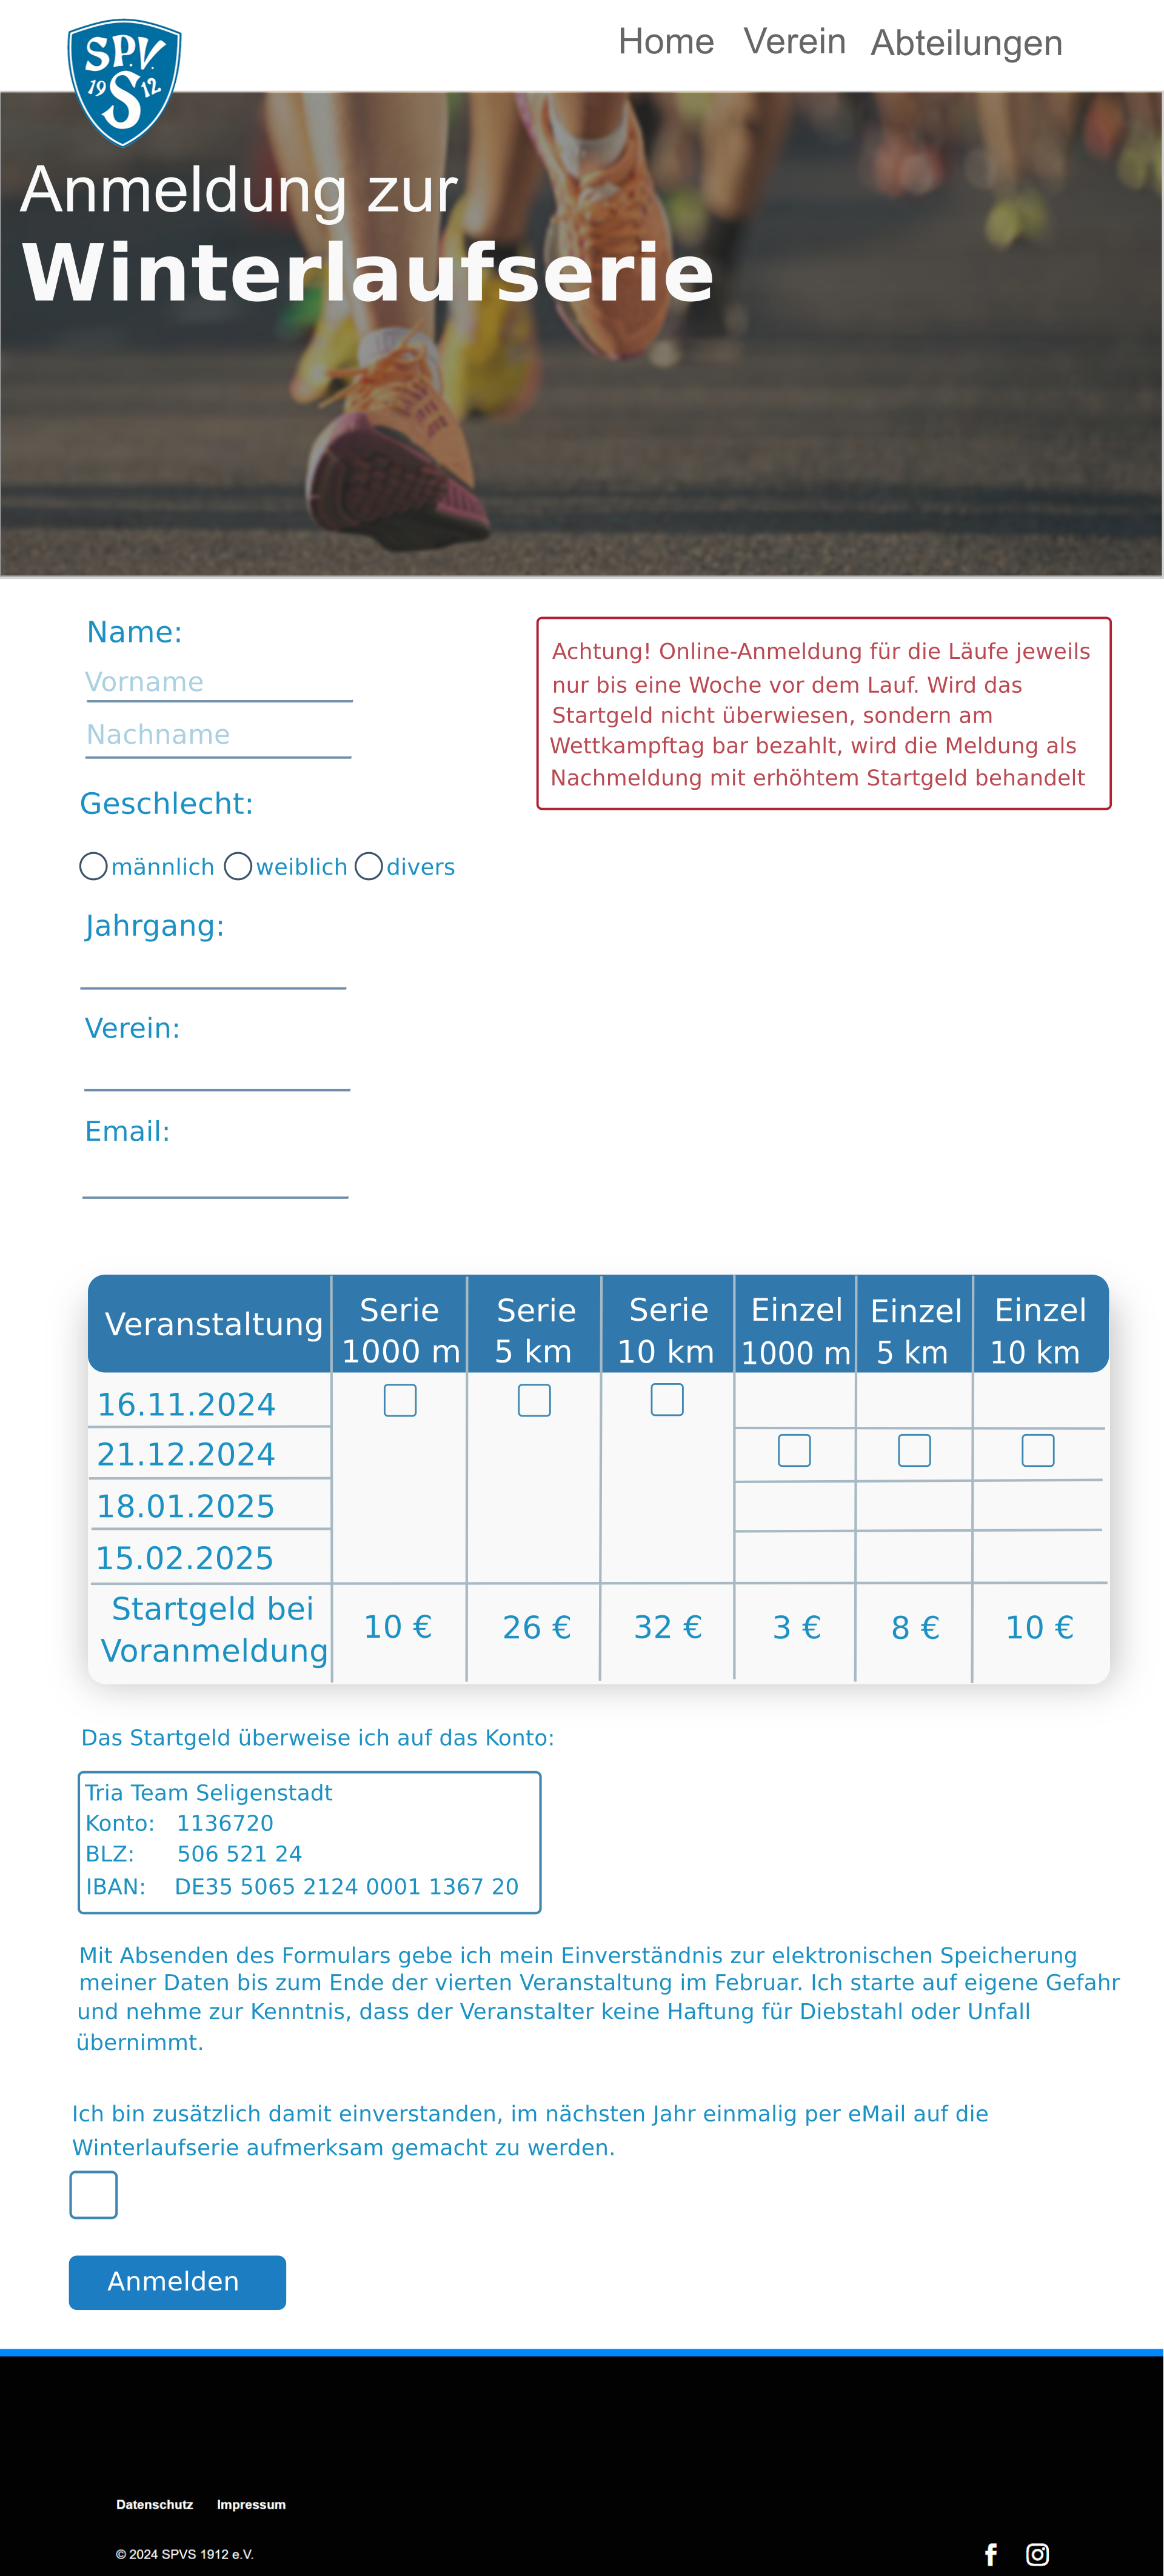 SP.V.
19 S 12
Home Verein Abteilungen
Anmeldung zur
Winterlaufserie
Name:
Vorname
Nachname
Geschlecht:
männlich weiblich divers
Jahrgang:
Verein:
Email:
Achtung! Online-Anmeldung für die Läufe jeweils
nur bis eine Woche vor dem Lauf. Wird das
Startgeld nicht überwiesen, sondern am
Wettkampftag bar bezahlt, wird die Meldung als
Nachmeldung mit erhöhtem Startgeld behandelt
Veranstaltung Serie 1000 m Serie 5 km Serie 10 km Einzel 1000 m Einzel 5 km Einzel 10 km
16.11.2024
21.12.2024
18.01.2025
15.02.2025
Startgeld bei Voranmeldung 10 € 26 € 32 € 3 € 8 € 10 €
Das Startgeld überweise ich auf das Konto:
Tria Team Seligenstadt
Konto: 1136720
BLZ: 506 521 24
IBAN: DE35 5065 2124 0001 1367 20
Mit Absenden des Formulars gebe ich mein Einverständnis zur elektronischen Speicherung
meiner Daten bis zum Ende der vierten Veranstaltung im Februar. Ich starte auf eigene Gefahr
und nehme zur Kenntnis, dass der Veranstalter keine Haftung für Diebstahl oder Unfall
übernimmt.
Ich bin zusätzlich damit einverstanden, im nächsten Jahr einmalig per eMail auf die
Winterlaufserie aufmerksam gemacht zu werden.
Anmelden
Datenschutz Impressum
© 2024 SPVS 1912 e.V.